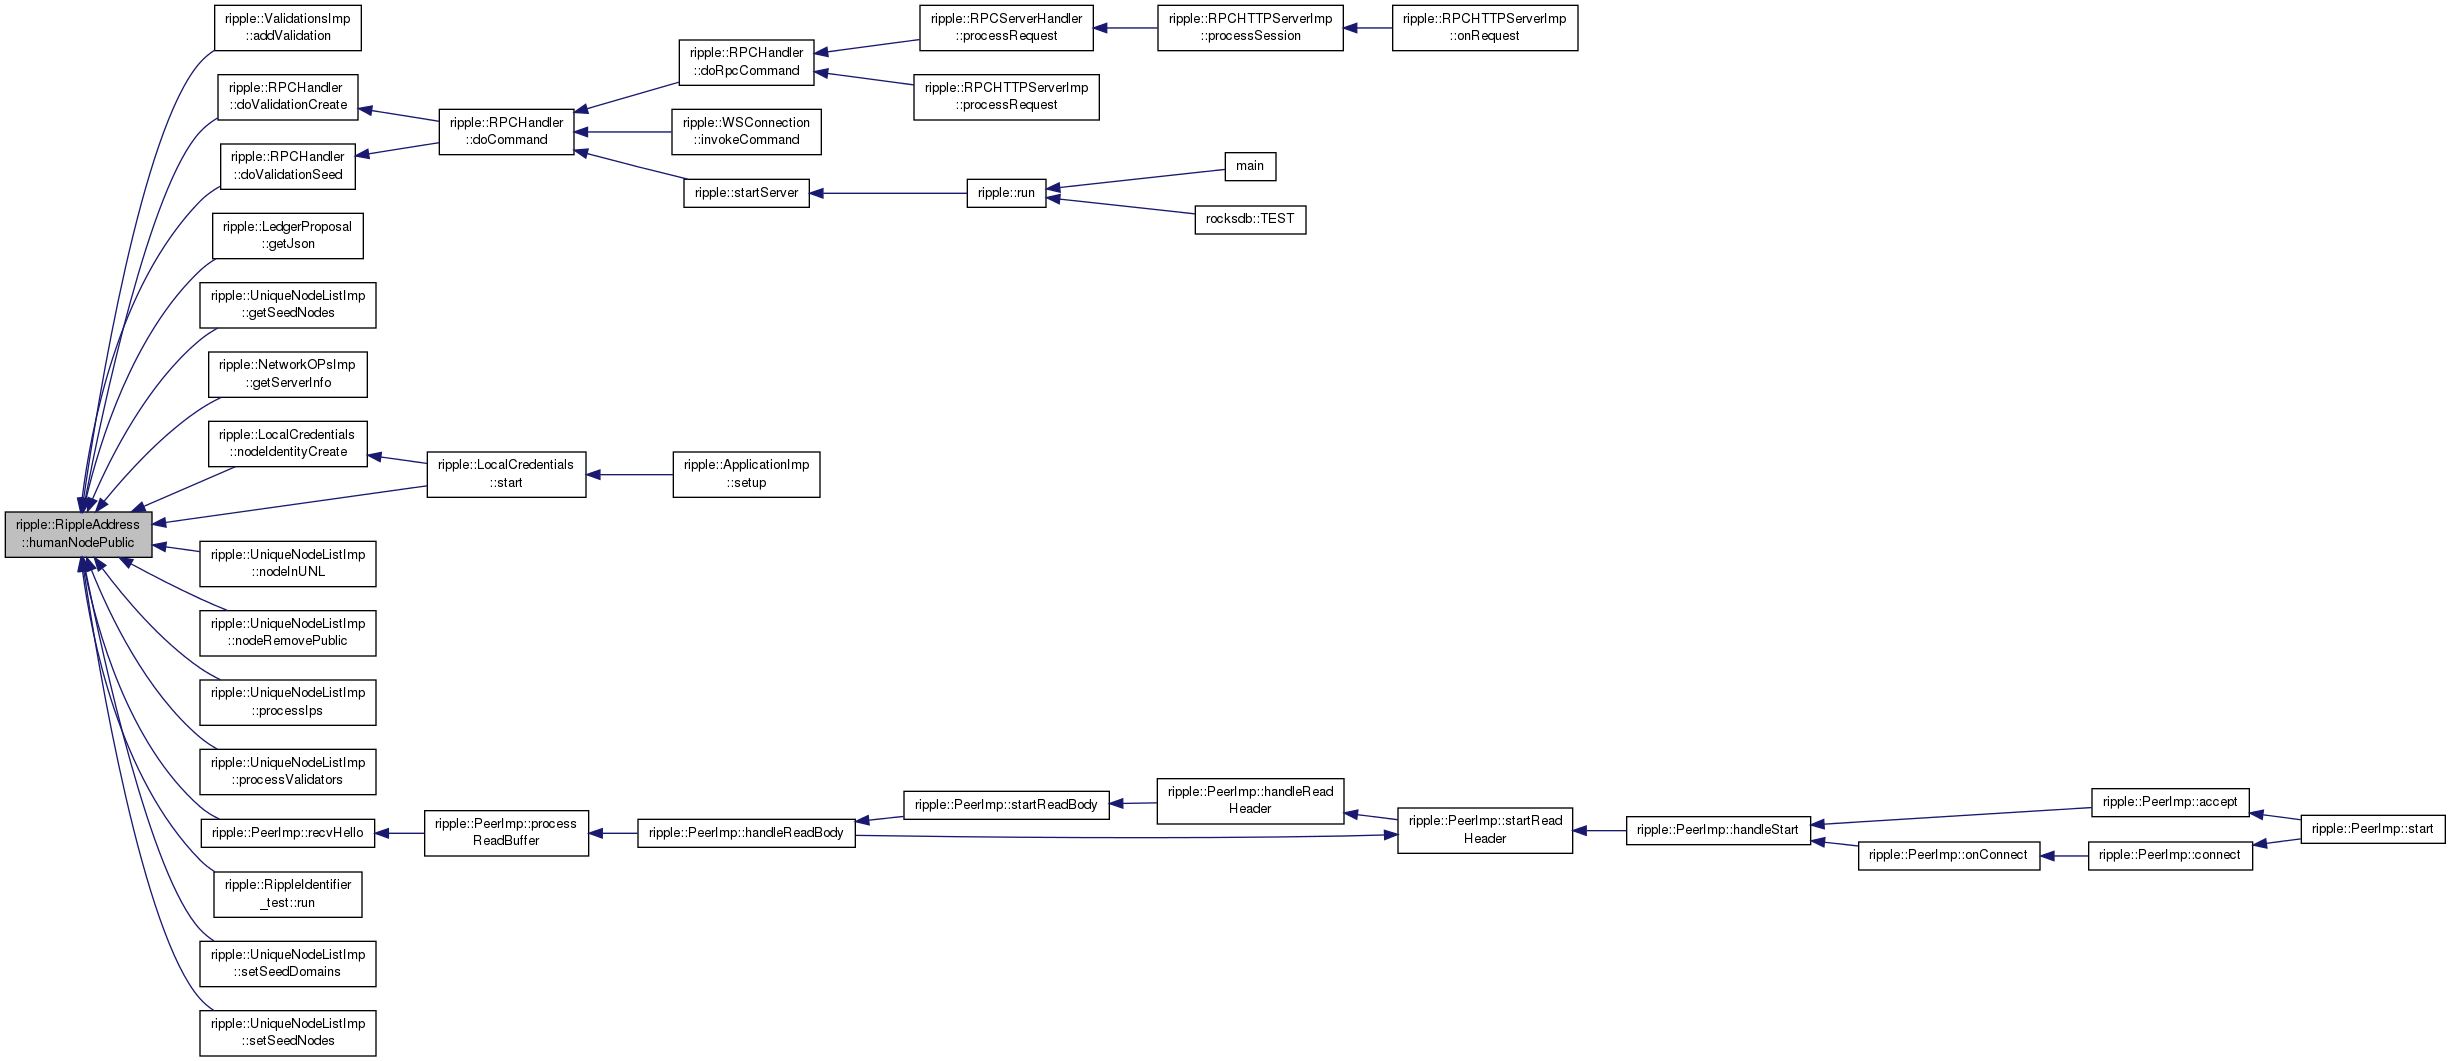 ripple::ValidationsImp
::addValidation
ripple::RPCHandler
::doValidationCreate
ripple::RPCHandler
::doValidationSeed
ripple::LedgerProposal
::getJson
ripple::UniqueNodeListImp
::getSeedNodes
ripple::NetworkOPsImp
::getServerInfo
ripple::LocalCredentials
::nodeIdentityCreate
ripple::RippleAddress
::humanNodePublic
ripple::UniqueNodeListImp
::nodeInUNL
ripple::UniqueNodeListImp
::nodeRemovePublic
ripple::UniqueNodeListImp
::processIps
ripple::UniqueNodeListImp
::processValidators
ripple::PeerImp::recvHello
ripple::RippleIdentifier
_test::run
ripple::UniqueNodeListImp
::setSeedDomains
ripple::UniqueNodeListImp
::setSeedNodes
ripple::RPCHandler
::doCommand
ripple::RPCHandler
::doRpcCommand
ripple::WSConnection
::invokeCommand
ripple::startServer
ripple::RPCServerHandler
::processRequest
ripple::RPCHTTPServerImp
::processRequest
ripple::RPCHTTPServerImp
::processSession
ripple::RPCHTTPServerImp
::onRequest
ripple::run
main
rocksdb::TEST
ripple::LocalCredentials
::start
ripple::ApplicationImp
::setup
ripple::PeerImp::process
ReadBuffer
ripple::PeerImp::handleReadBody
ripple::PeerImp::startReadBody
ripple::PeerImp::handleRead
Header
ripple::PeerImp::startRead
Header
ripple::PeerImp::handleStart
ripple::PeerImp::accept
ripple::PeerImp::onConnect
ripple::PeerImp::connect
ripple::PeerImp::start